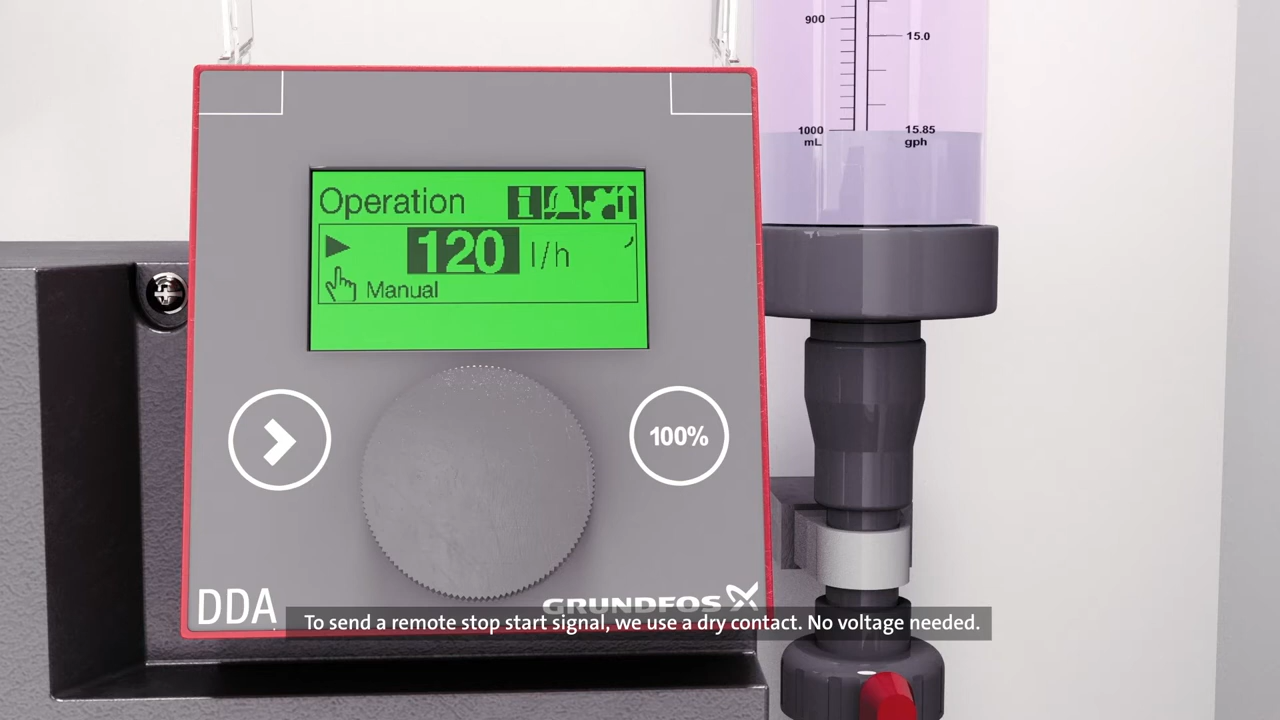 900
15.0
1000
mL
15.85
gph
Operation
120 l/h
Manual
100%
DDA
GRUNDFOS
To send a remote stop start signal, we use a dry contact. No voltage needed.